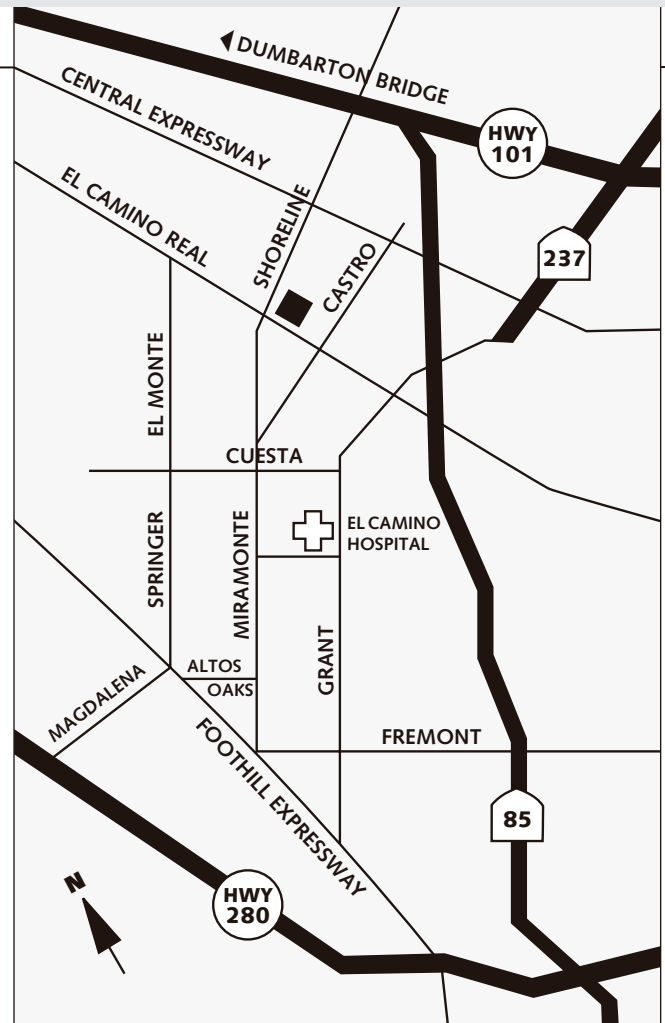 DUMBARTON BRIDGE
CENTRAL EXPRESSWAY
HWY
101
EL CAMINO REAL
SHORELINE
CASTRO
237
EL MONTE
CUESTA
SPRINGER
MIRAMONTE
EL CAMINO
HOSPITAL
GRANT
ALTOS
OAKS
MAGDALENA
FREMONT
FOOTHILL EXPRESSWAY
85
N
HWY
280